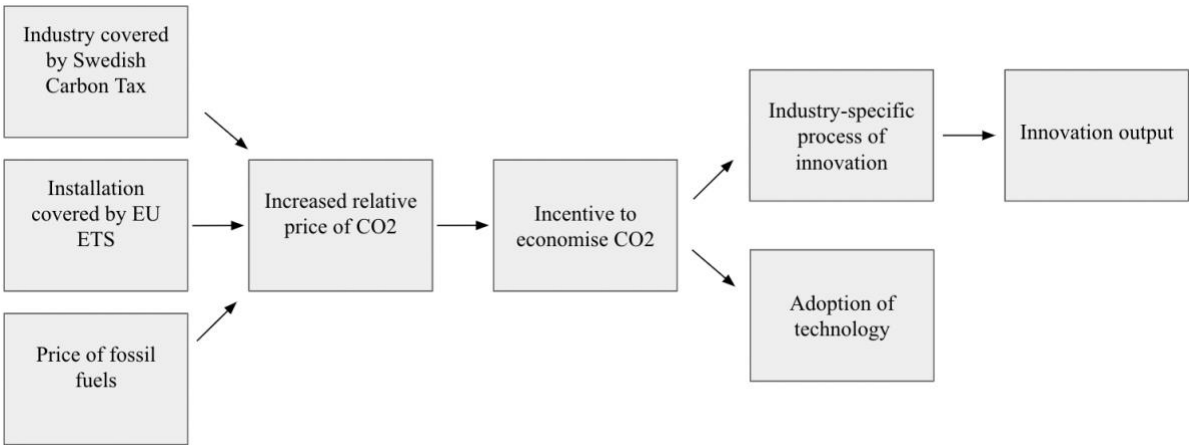 Industry covered
by Swedish
Carbon Tax
Installation
covered by EU
ETS
Price of fossil
fuels
Increased relative
price of CO2
Incentive to
economise CO2
Industry-specific
process of
innovation
Adoption of
technology
Innovation output